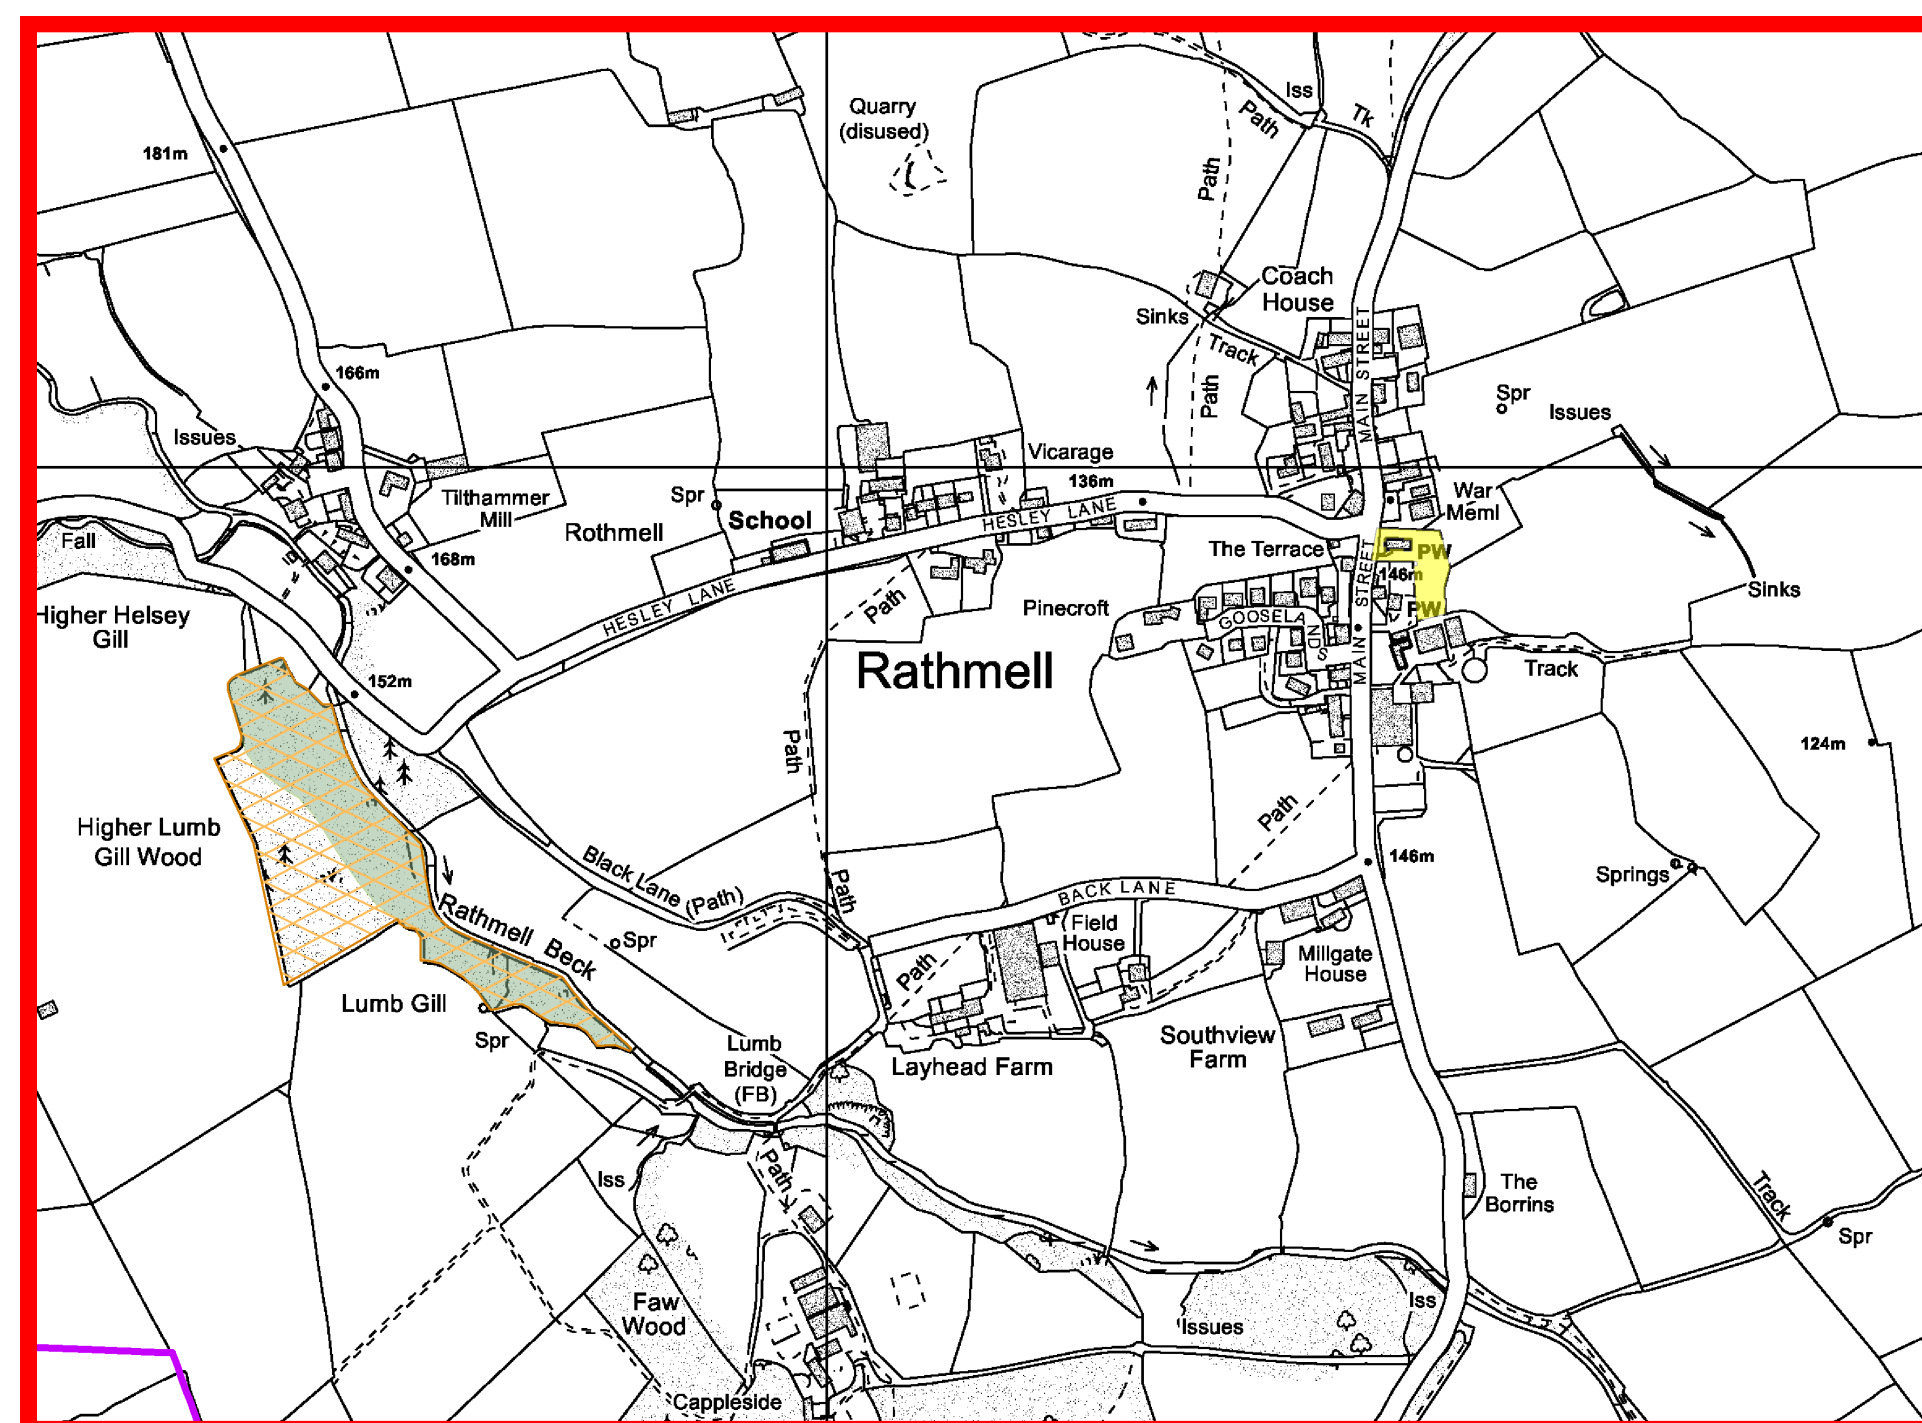 Quarry
(disused)
Iss
Path
Tk
181m
Path
Coach
House
Sinks
Track
MAIN STREET
166m
Path
Spr
Issues
Issues
Vicarage
136m
MAIN STREET
Tilthammer
Mill
Spr
Rothmell
School
HESLEY LANE
War
Meml
Fall
168m
The Terrace
PW
146m
Sinks
Higher Helsey
Gill
HESLEY LANE
Path
Pinecroft
GOOSELANDS
MAIN STREET
PW
Rathmell
Track
152m
Path
124m
Higher Lumb
Gill Wood
Path
146m
Black Lane (Path)
Path
BACK LANE
Springs
Rathmell Beck
Spr
Field
House
Path
Millgate
House
Lumb Gill
Spr
Lumb
Bridge
(FB)
Layhead Farm
Southview
Farm
Path
Iss
The
Borrins
Track
Spr
Faw
Wood
Issues
Iss
Cappleside